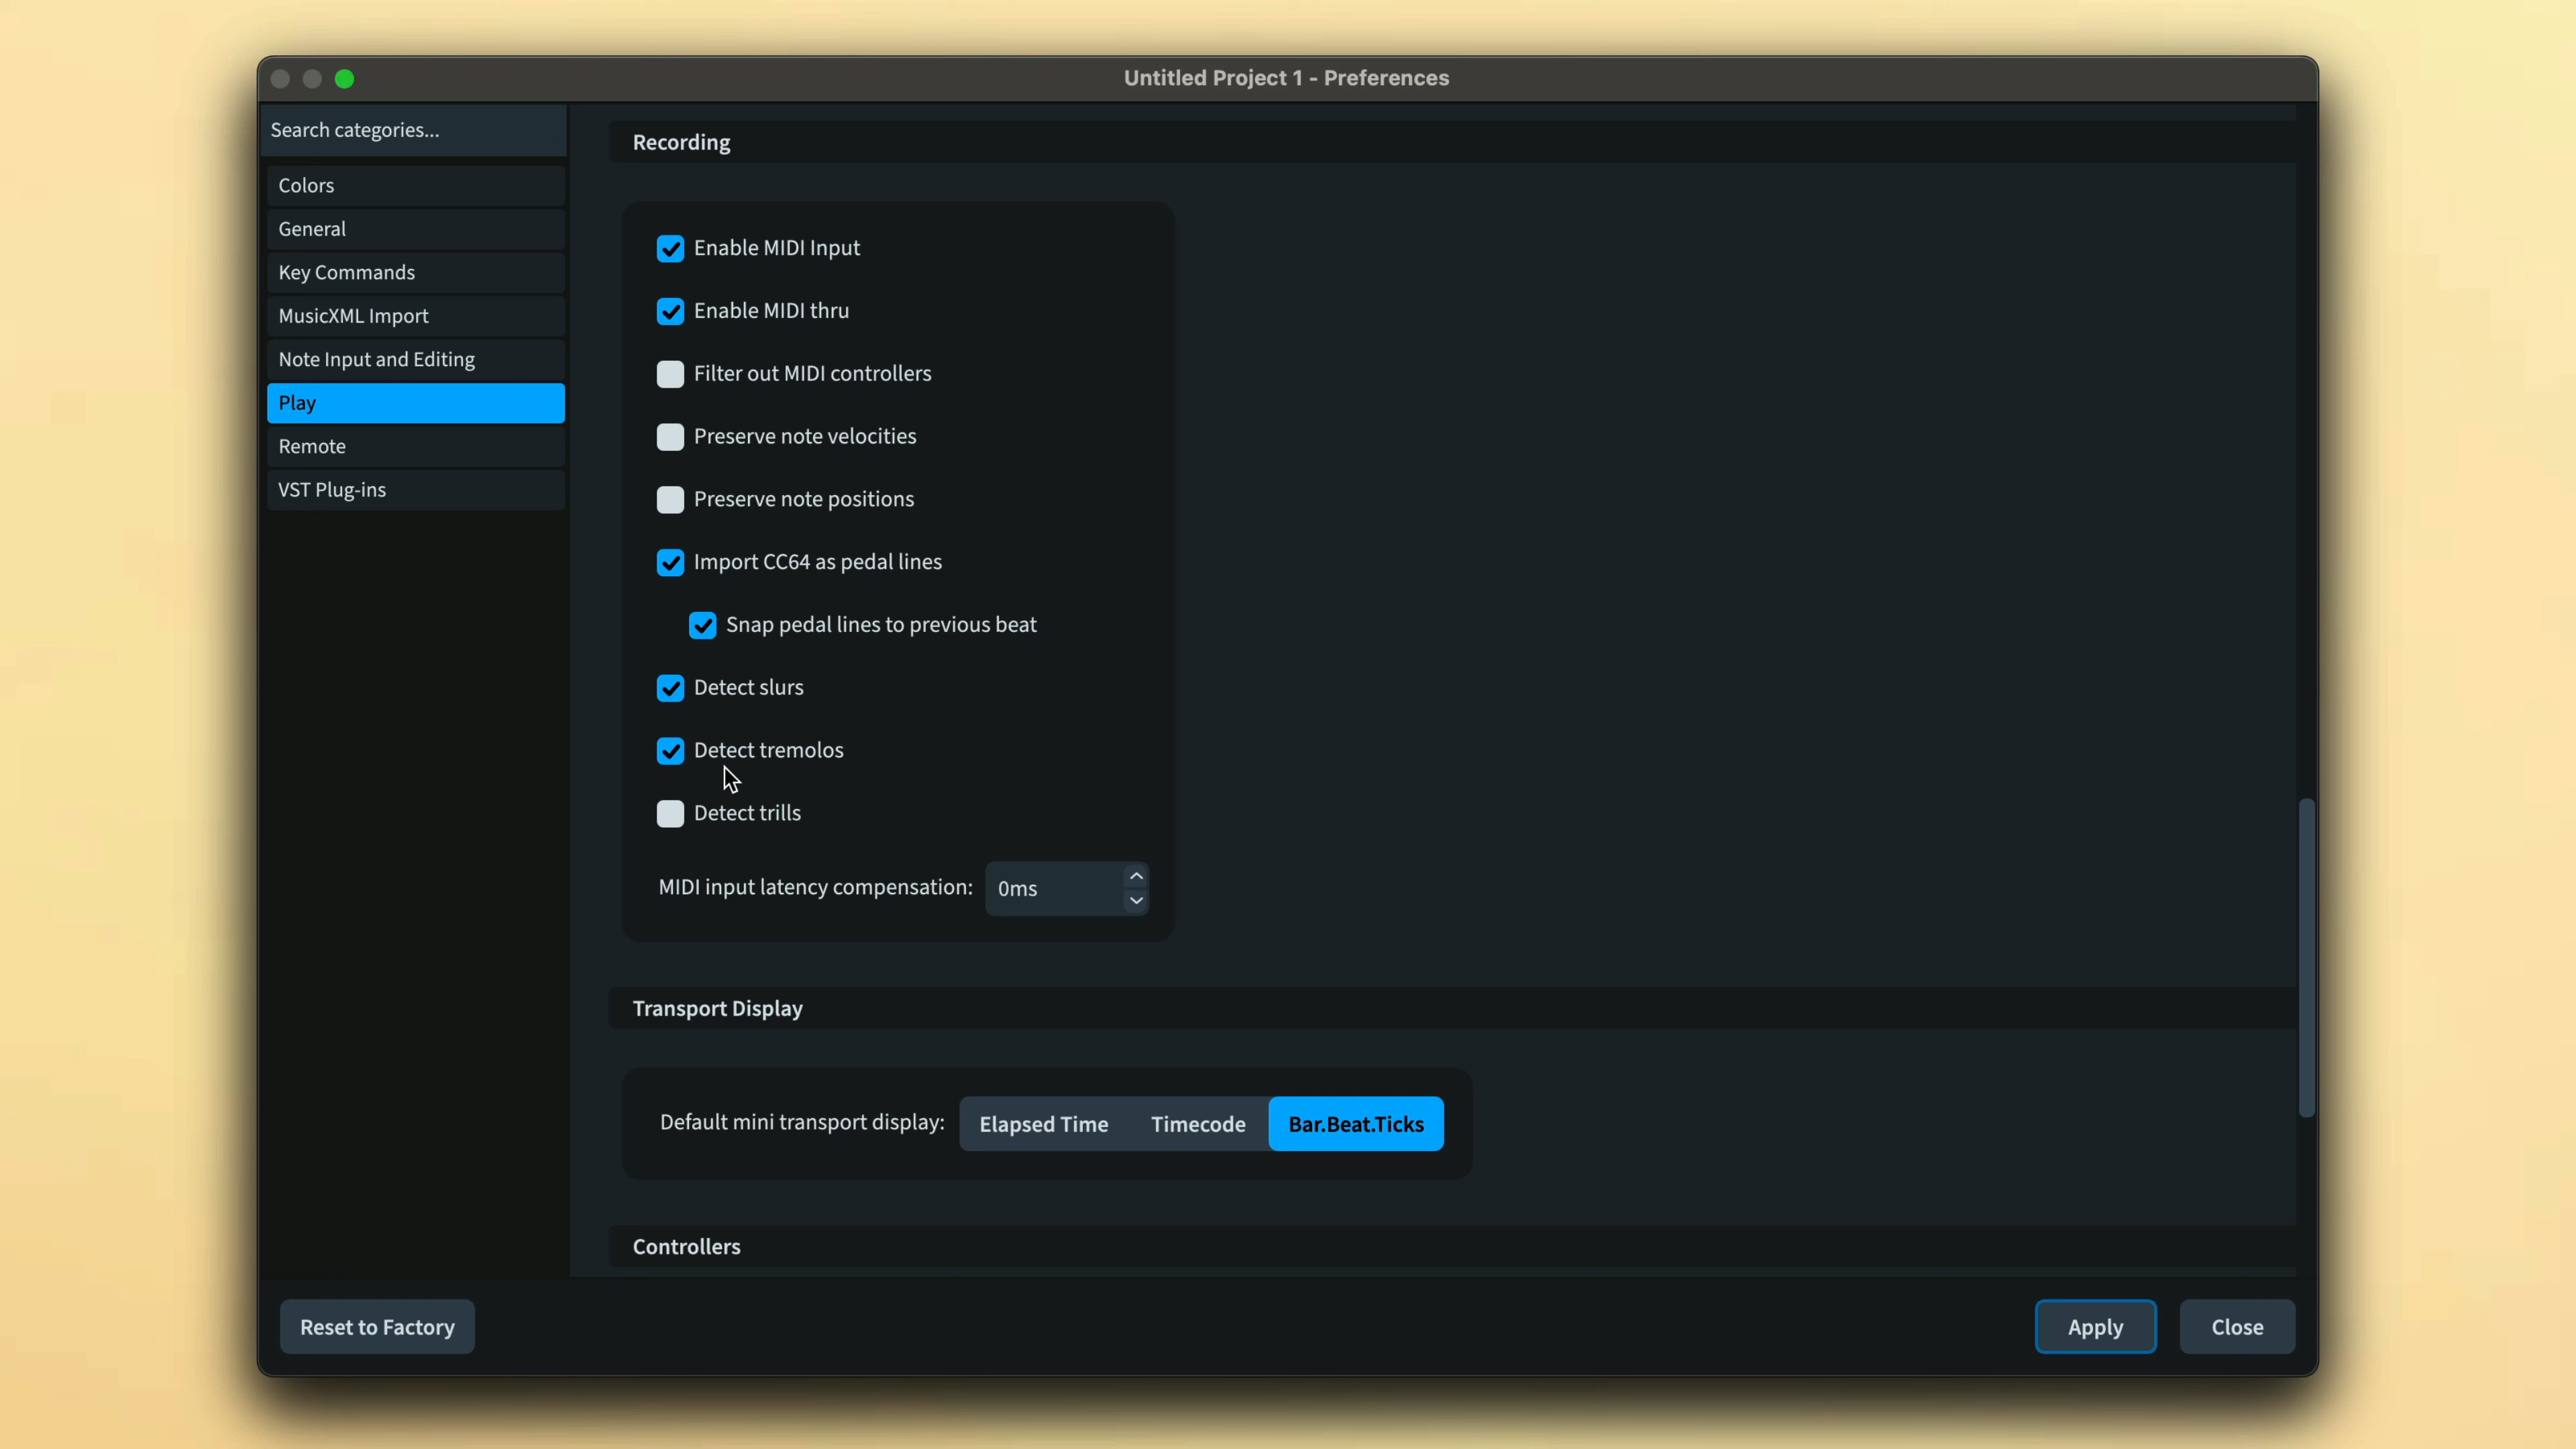 Untitled Project 1 - Preferences
Search categories...
Colors
General
Key Commands
MusicXML Import
Note Input and Editing
Play
Remote
VST Plug-ins
Recording
Enable MIDI Input
Enable MIDI thru
Filter out MIDI controllers
Preserve note velocities
Preserve note positions
Import CC64 as pedal lines
Snap pedal lines to previous beat
Detect slurs
Detect tremolos
Detect trills
MIDI input latency compensation: 0ms
Transport Display
Default mini transport display: Elapsed Time Timecode Bar.Beat.Ticks
Controllers
Reset to Factory Apply Close